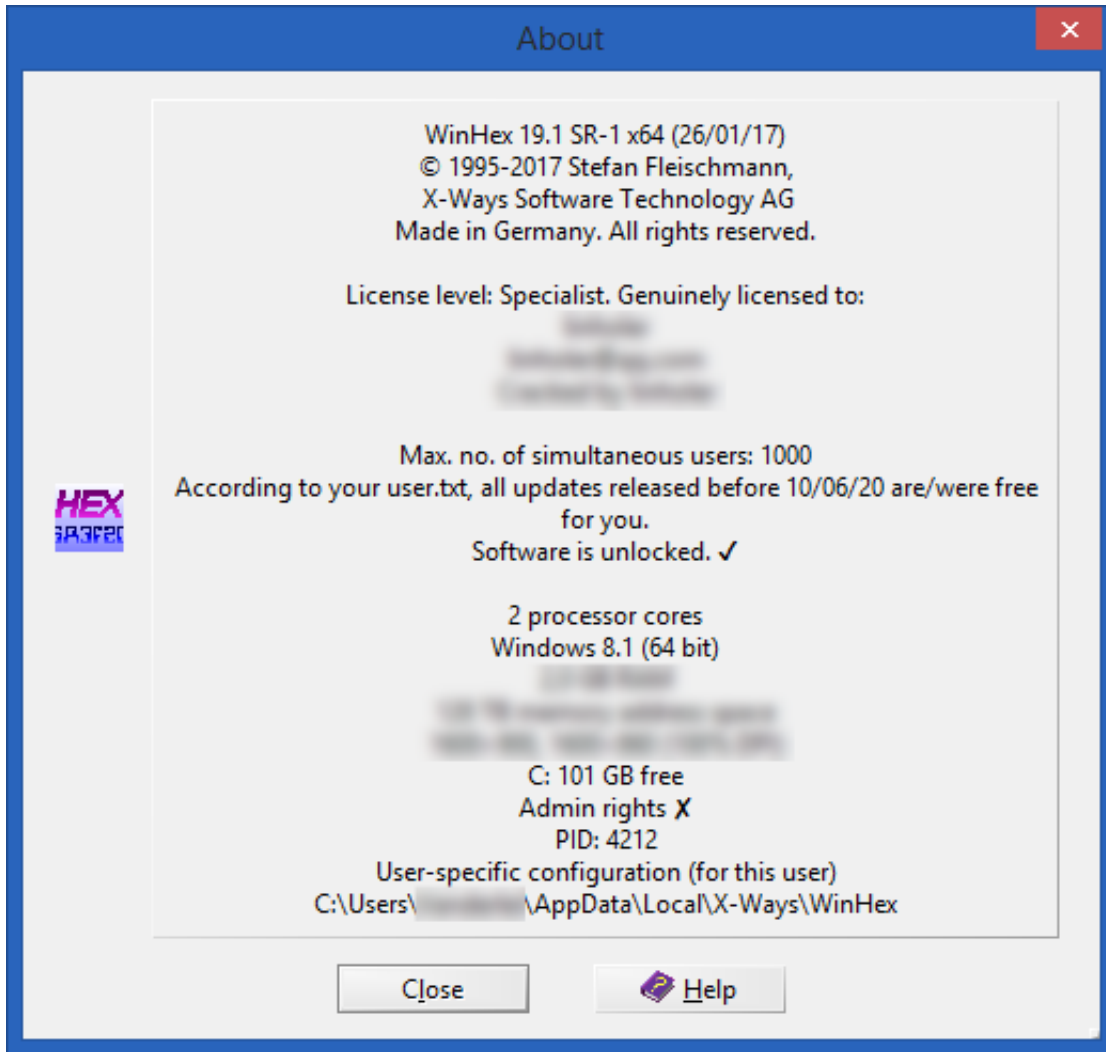 About
WinHex 19.1 SR-1 x64 (26/01/17)
© 1995-2017 Stefan Fleischmann,
X-Ways Software Technology AG
Made in Germany. All rights reserved.
License level: Specialist. Genuinely licensed to:
Max. no. of simultaneous users: 1000
According to your user.txt, all updates released before 10/06/20 are/were free
for you.
Software is unlocked. ✓
2 processor cores
Windows 8.1 (64 bit)
C: 101 GB free
Admin rights ✗
PID: 4212
User-specific configuration (for this user)
C:\Users\ \AppData\Local\X-Ways\WinHex
HEX
Close
Help